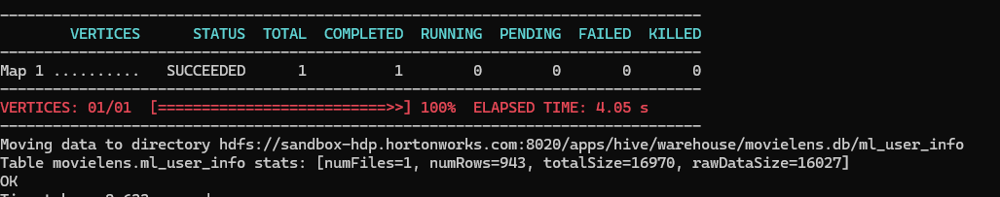 --------------------------------------------------------------------------------
        VERTICES      STATUS  TOTAL  COMPLETED  RUNNING  PENDING  FAILED  KILLED
--------------------------------------------------------------------------------
Map 1 ..........   SUCCEEDED      1          1        0        0       0       0
--------------------------------------------------------------------------------
VERTICES: 01/01  [==========================>>] 100%  ELAPSED TIME: 4.05 s
--------------------------------------------------------------------------------
Moving data to directory hdfs://sandbox-hdp.hortonworks.com:8020/apps/hive/warehouse/movielens.db/ml_user_info
Table movielens.ml_user_info stats: [numFiles=1, numRows=943, totalSize=16970, rawDataSize=16027]
OK